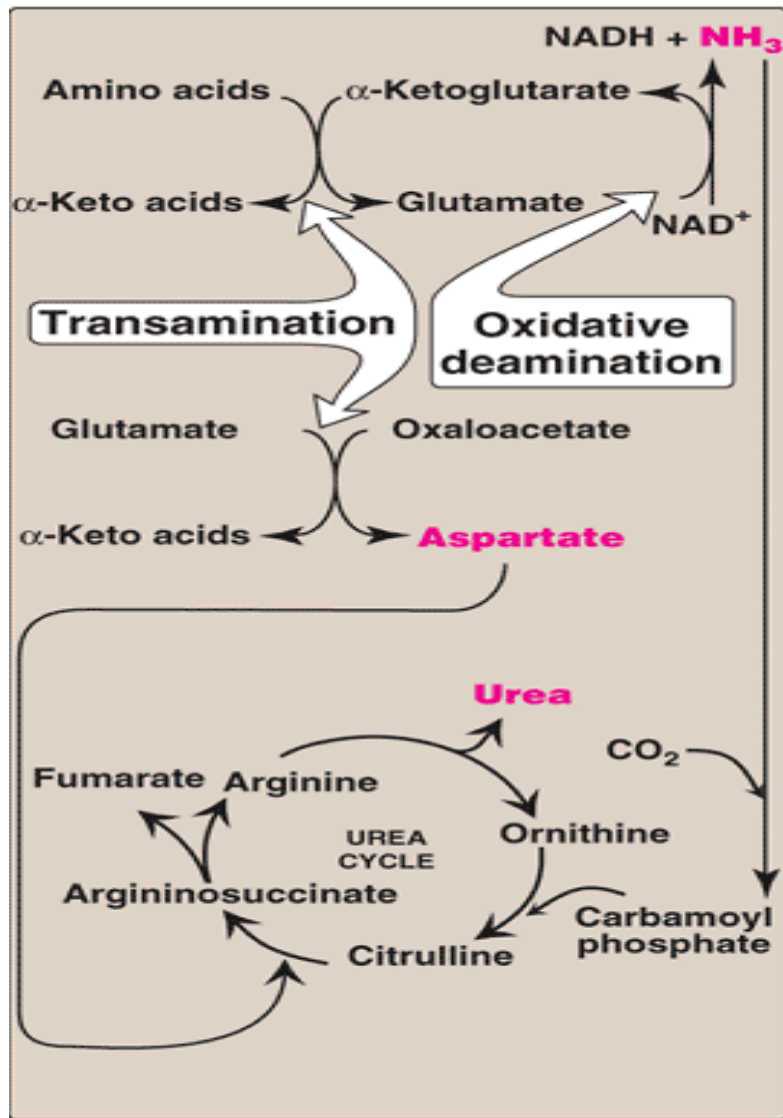 NADH + NH₃
Amino acids
α-Ketoglutarate
α-Keto acids
Glutamate
NAD⁺
Transamination
Oxidative
deamination
Glutamate
Oxaloacetate
α-Keto acids
Aspartate
Urea
CO₂
Fumarate
Arginine
UREA
CYCLE
Ornithine
Argininosuccinate
Carbamoyl
phosphate
Citrulline